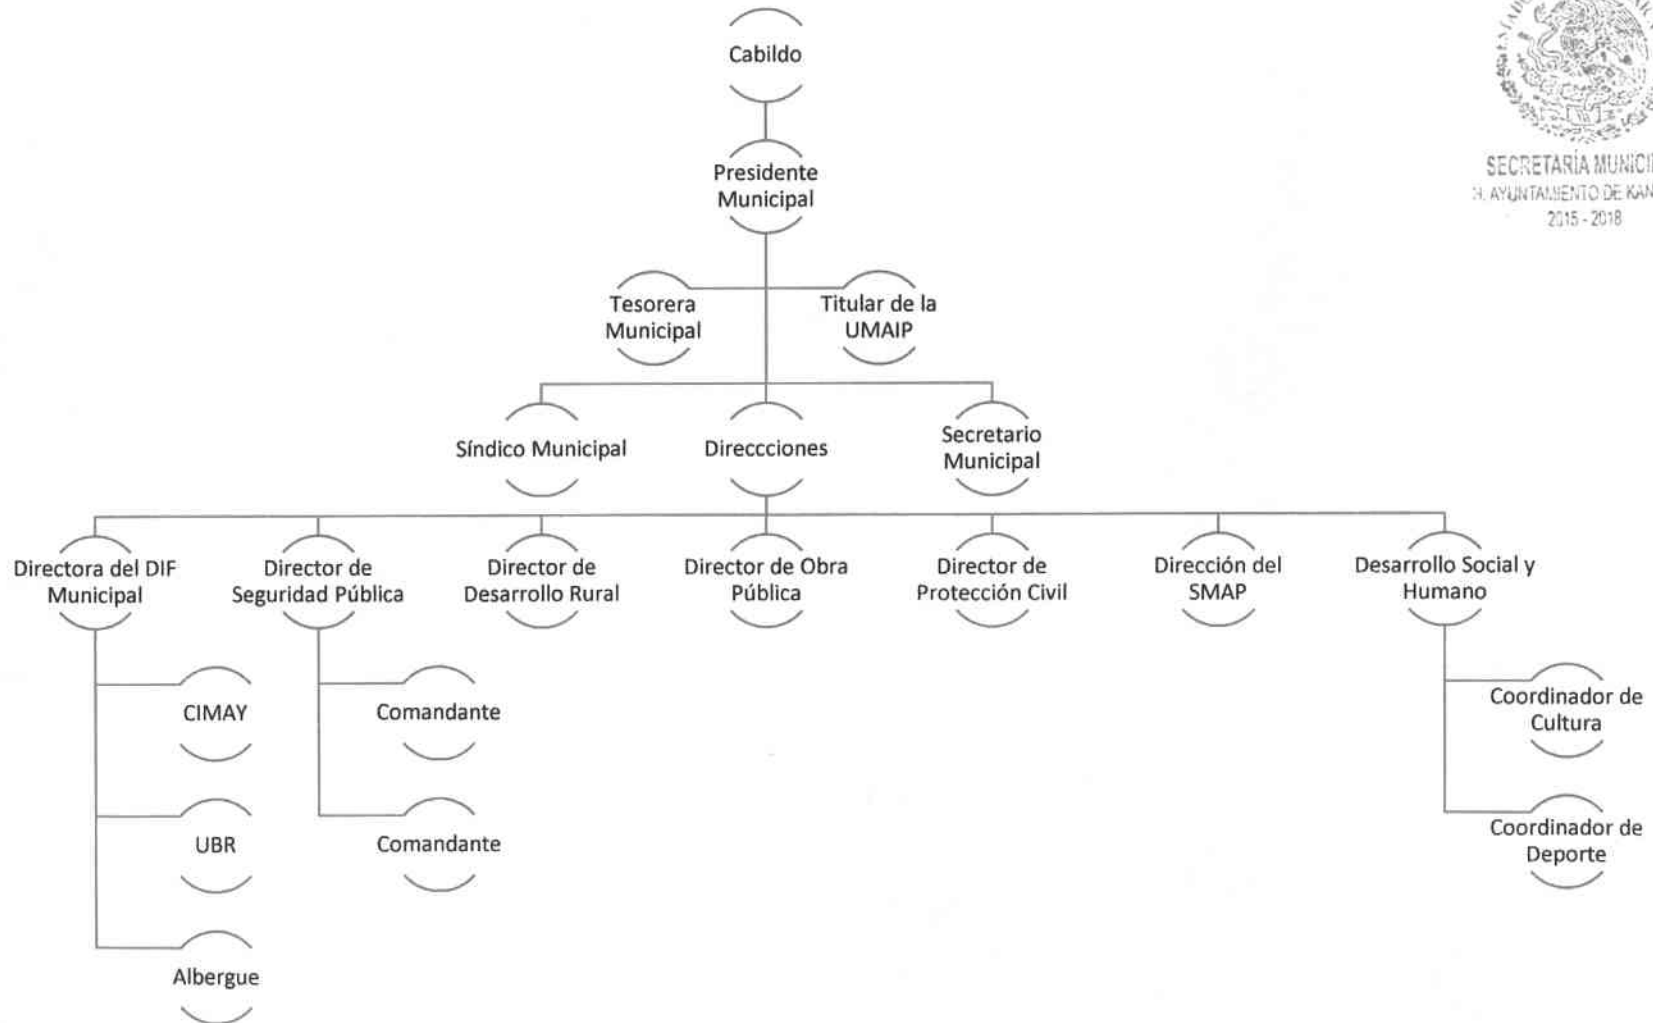 Cabildo
Presidente
Municipal
SECRETARÍA
2015 - 2018
Tesorera
Municipal
Titular de la
UMAIP
Síndico Municipal
Direccciones
Secretario
Municipal
Directora del DIF
Municipal
Director de
Seguridad Pública
Director de
Desarrollo Rural
Director de Obra
Pública
Director de
Protección Civil
Dirección del
SMAP
Desarrollo Social y
Humano
CIMAY
Comandante
Coordinador de
Cultura
UBR
Comandante
Coordinador de
Deporte
Albergue
H. AYUNTAMIENTO DE